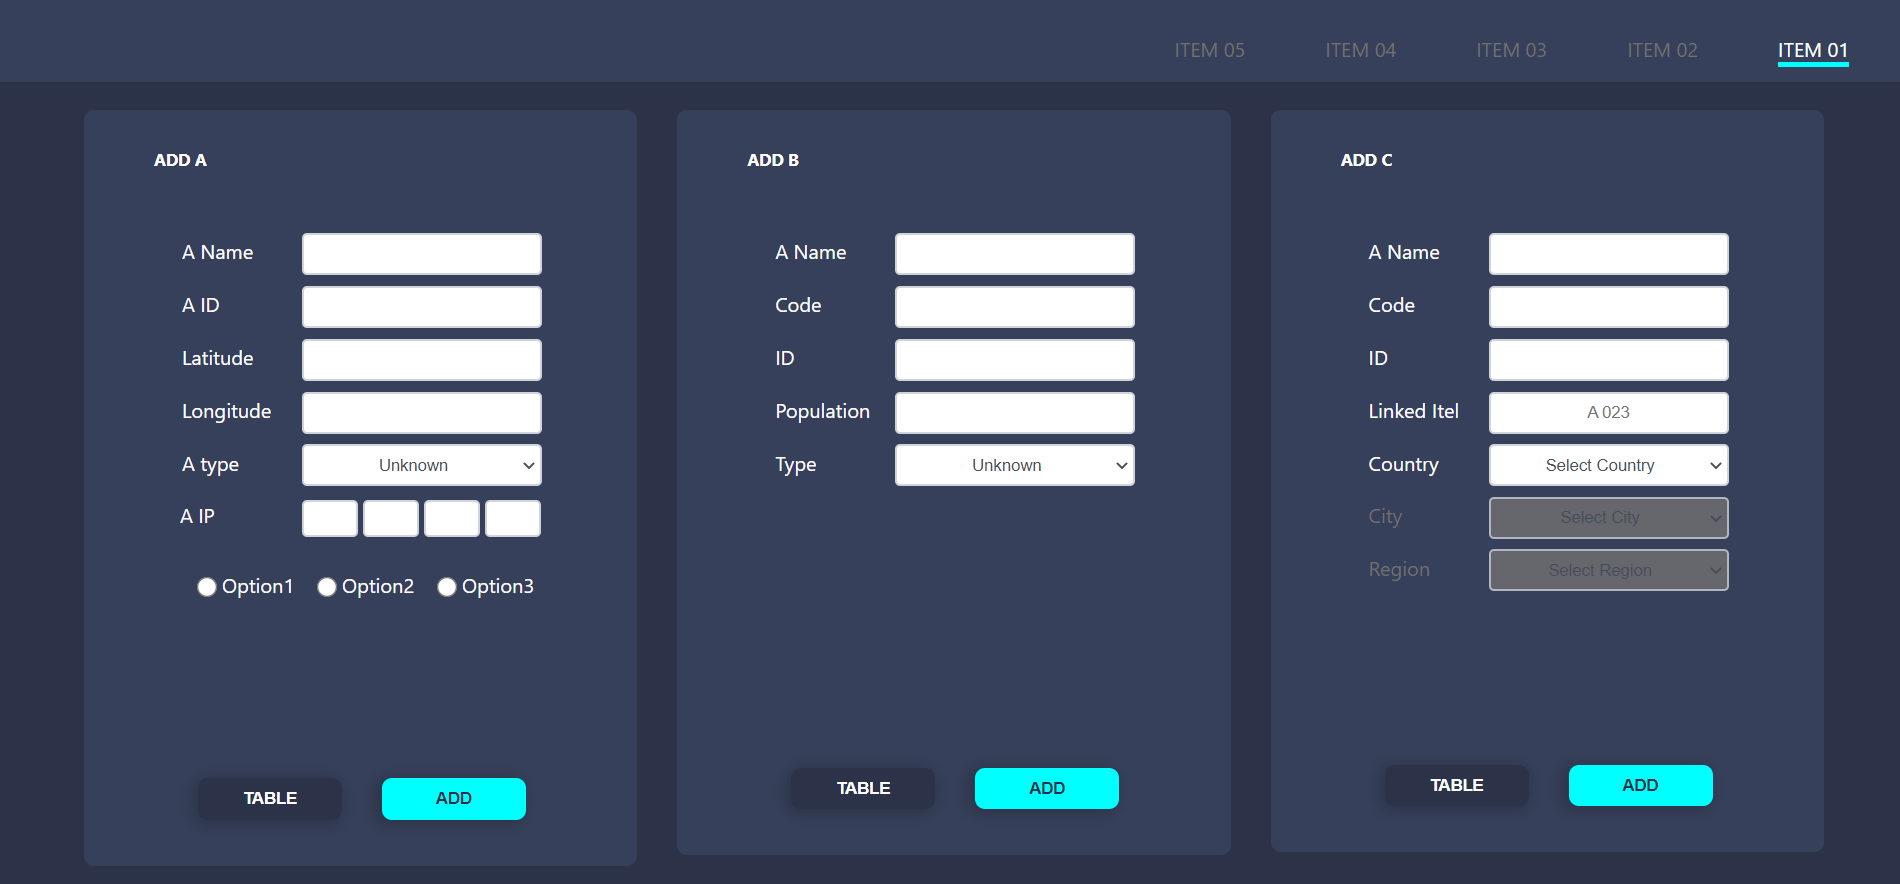 ITEM 05 ITEM 04 ITEM 03 ITEM 02 ITEM 01
ADD A
A Name
A ID
Latitude
Longitude
A type Unknown
A IP
Option1 Option2 Option3
TABLE ADD
ADD B
A Name
Code
ID
Population
Type Unknown
TABLE ADD
ADD C
A Name
Code
ID
Linked Itel A 023
Country Select Country
City Select City
Region Select Region
TABLE ADD